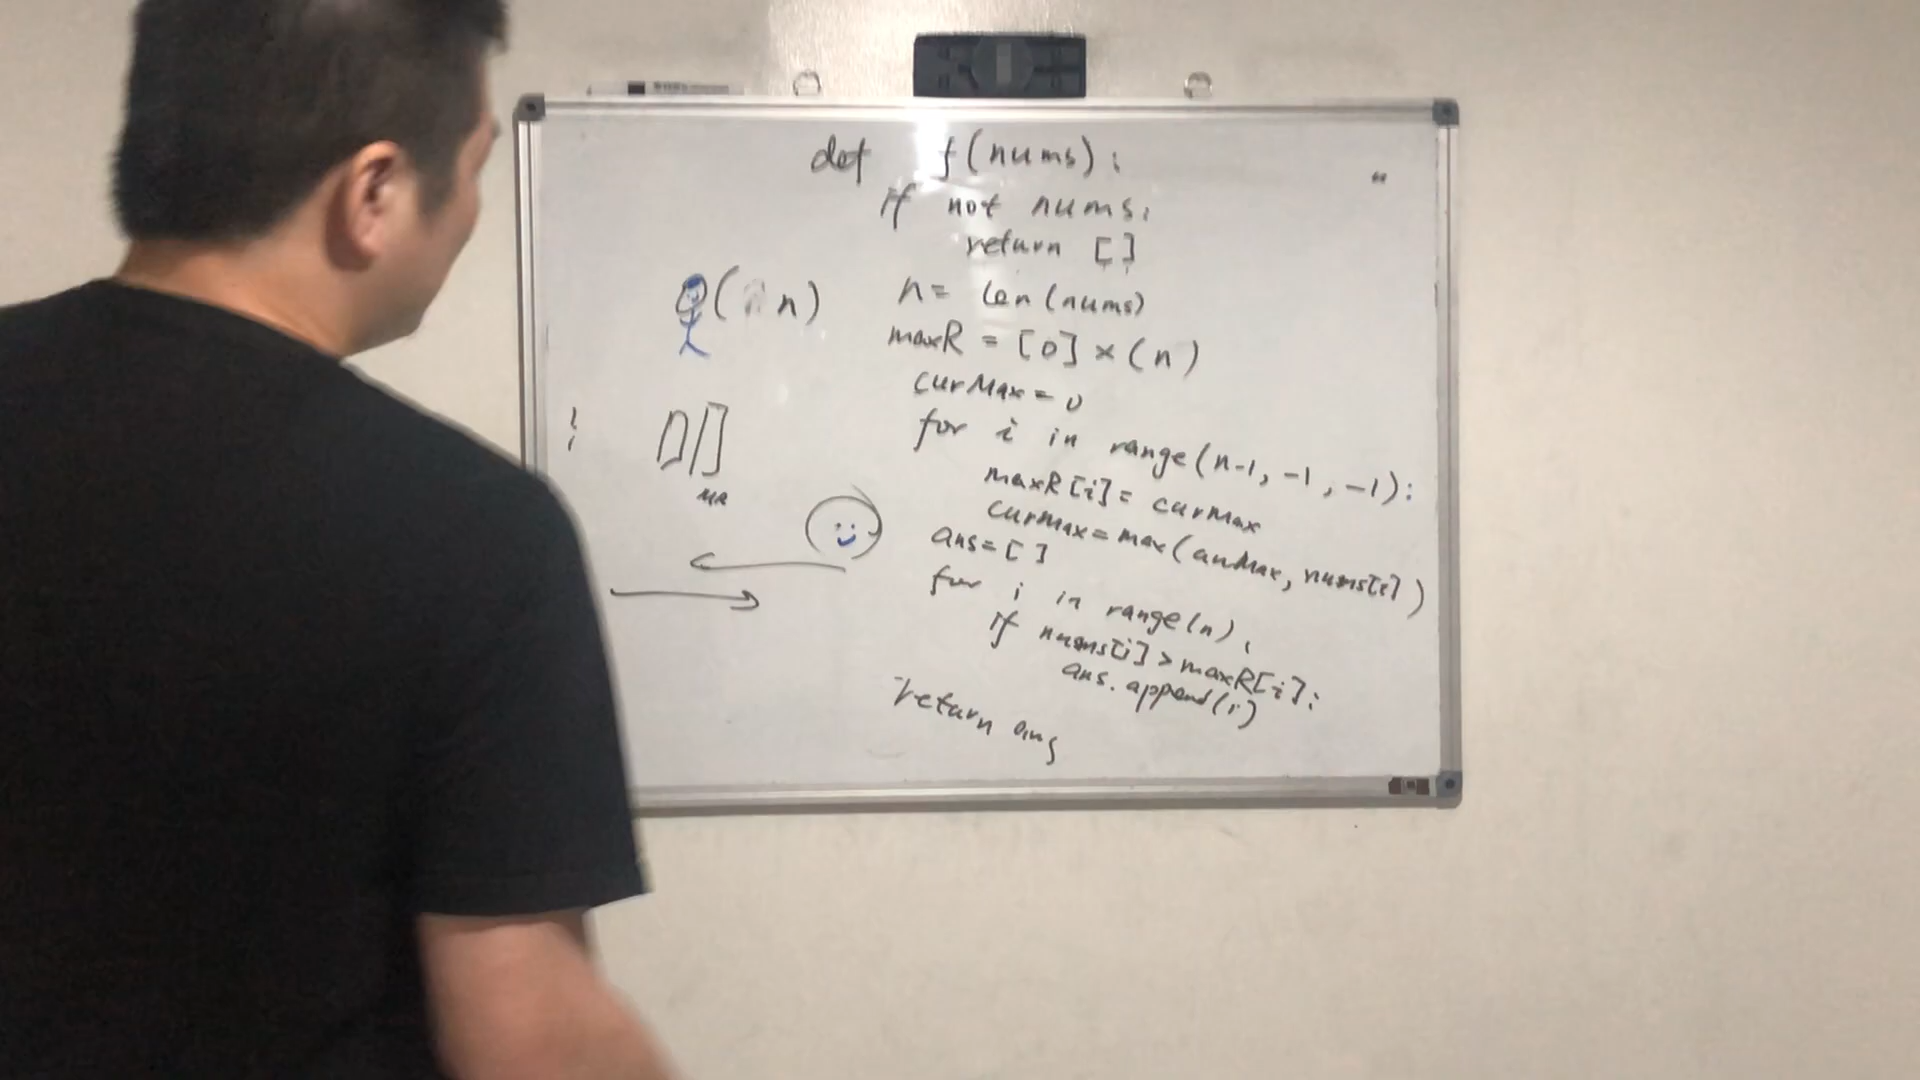 def f(nums):
if not nums:
return []
O(n)
n = len(nums)
maxR = [0] × (n)
curMax = 0
for i in range(n-1, -1, -1):
maxR[i] = curMax
curMax = max(curMax, nums[i])
ans = []
for i in range(n):
if nums[i] > maxR[i]:
ans.append(i)
return ans